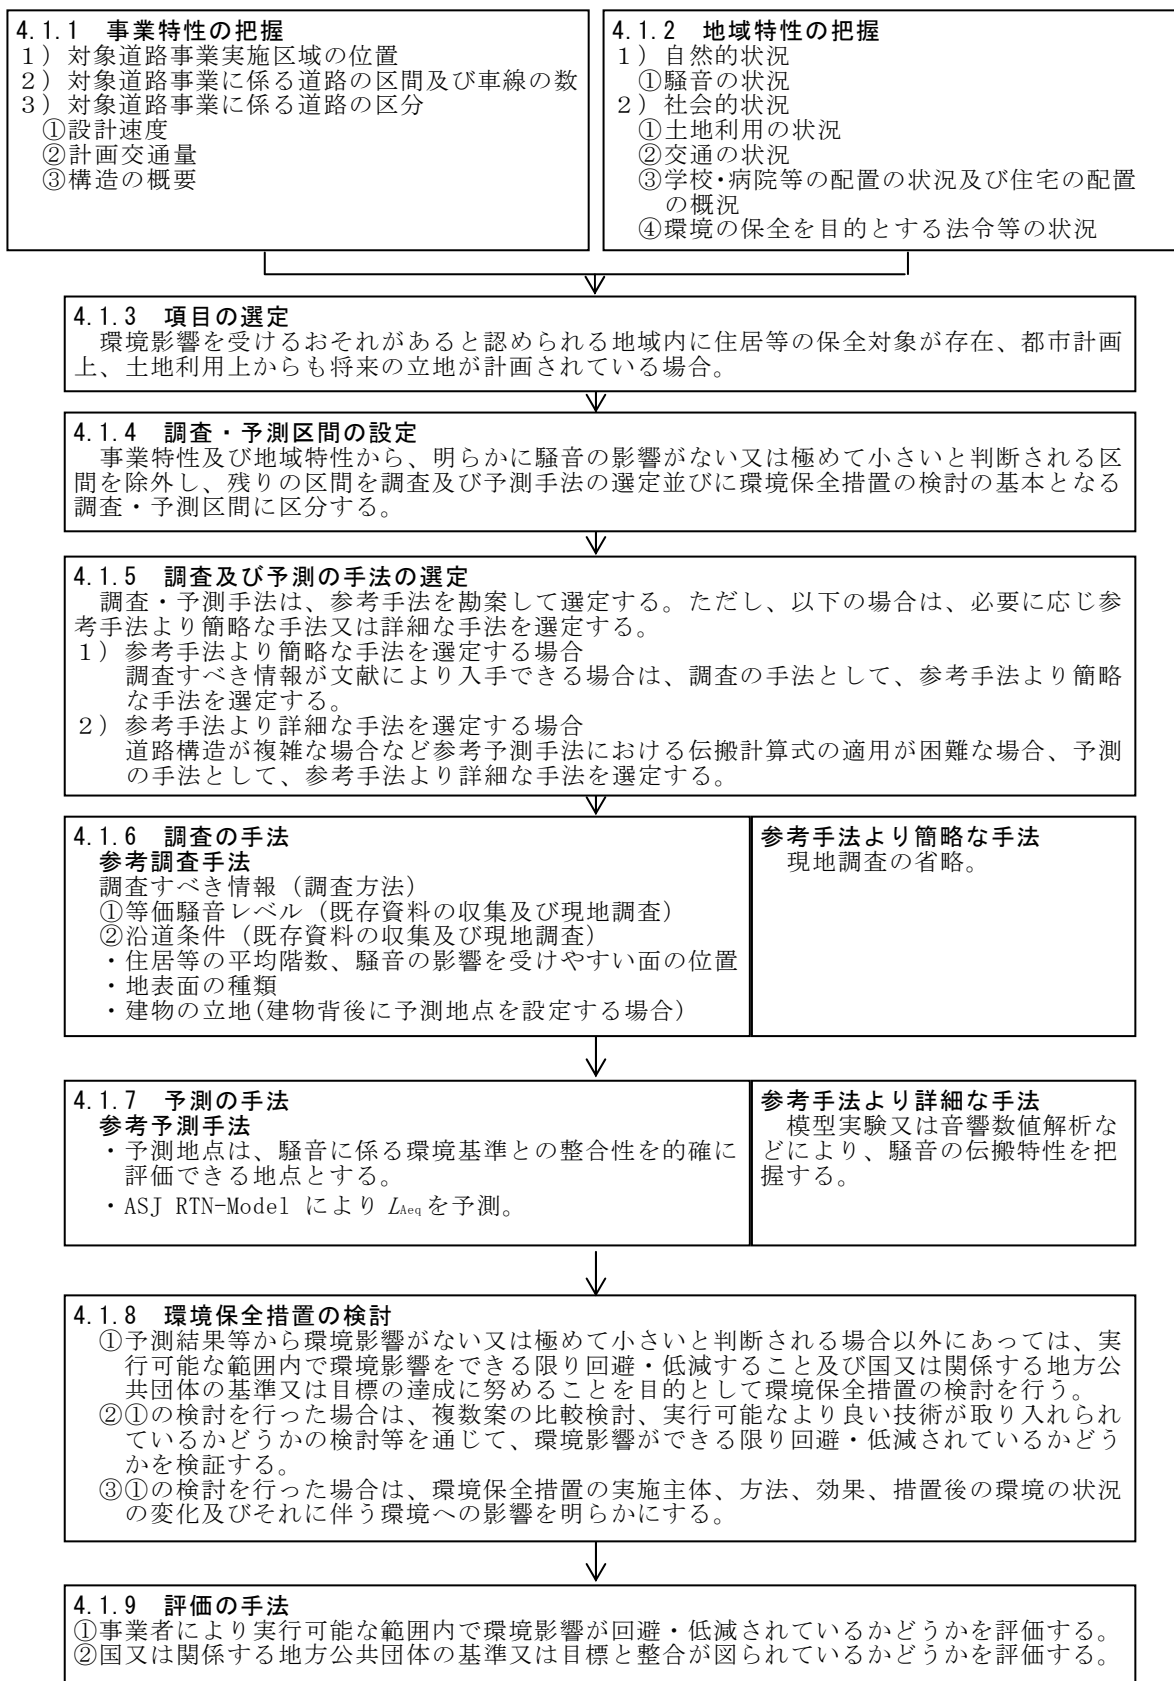 4.1.1 事業特性の把握
1) 対象道路事業実施区域の位置
2) 対象道路事業に係る道路の区間及び車線の数
3) 対象道路事業に係る道路の区分
①設計速度
②計画交通量
③構造の概要
4.1.2 地域特性の把握
1) 自然的状況
①騒音の状況
2) 社会的状況
①土地利用の状況
②交通の状況
③学校・病院等の配置の状況及び住宅の配置
の概況
④環境の保全を目的とする法令等の状況
4.1.3 項目の選定
環境影響を受けるおそれがあると認められる地域内に住居等の保全対象が存在、都市計画
上、土地利用上からも将来の立地が計画されている場合。
4.1.4 調査・予測区間の設定
事業特性及び地域特性から、明らかに騒音の影響がない又は極めて小さいと判断される区
間を除外し、残りの区間を調査及び予測手法の選定並びに環境保全措置の検討の基本となる
調査・予測区間に区分する。
4.1.5 調査及び予測の手法の選定
調査・予測手法は、参考手法を勘案して選定する。ただし、以下の場合は、必要に応じ参
考手法より簡略な手法又は詳細な手法を選定する。
1) 参考手法より簡略な手法を選定する場合
調査すべき情報が文献により入手できる場合は、調査の手法として、参考手法より簡略
な手法を選定する。
2) 参考手法より詳細な手法を選定する場合
道路構造が複雑な場合など参考予測手法における伝搬計算式の適用が困難な場合、予測
の手法として、参考手法より詳細な手法を選定する。
4.1.6 調査の手法
参考調査手法
調査すべき情報（調査方法）
①等価騒音レベル（既存資料の収集及び現地調査）
②沿道条件（既存資料の収集及び現地調査）
・住居等の平均階数、騒音の影響を受けやすい面の位置
・地表面の種類
・建物の立地(建物背後に予測地点を設定する場合)
参考手法より簡略な手法
現地調査の省略。
4.1.7 予測の手法
参考予測手法
・予測地点は、騒音に係る環境基準との整合性を的確に
評価できる地点とする。
・ASJ RTN-Model により LAeqを予測。
参考手法より詳細な手法
模型実験又は音響数値解析な
どにより、騒音の伝搬特性を把
握する。
4.1.8 環境保全措置の検討
①予測結果等から環境影響がない又は極めて小さいと判断される場合以外にあっては、実
行可能な範囲内で環境影響をできる限り回避・低減すること及び国又は関係する地方公
共団体の基準又は目標の達成に努めることを目的として環境保全措置の検討を行う。
②①の検討を行った場合は、複数案の比較検討、実行可能なより良い技術が取り入れられ
ているかどうかの検討等を通じて、環境影響ができる限り回避・低減されているかどう
かを検証する。
③①の検討を行った場合は、環境保全措置の実施主体、方法、効果、措置後の環境の状況
の変化及びそれに伴う環境への影響を明らかにする。
4.1.9 評価の手法
①事業者により実行可能な範囲内で環境影響が回避・低減されているかどうかを評価する。
②国又は関係する地方公共団体の基準又は目標と整合が図られているかどうかを評価する。